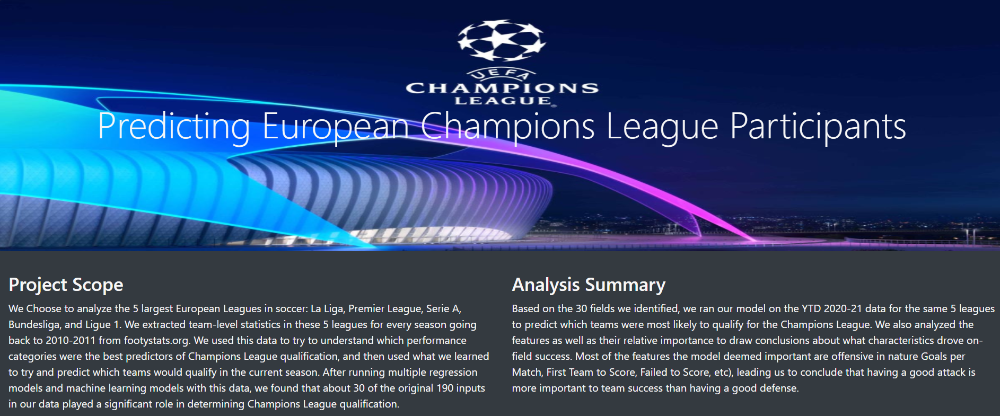 UEFA
CHAMPIONS
LEAGUE®
Predicting European Champions League Participants
Project Scope
We Choose to analyze the 5 largest European Leagues in soccer: La Liga, Premier League, Serie A,
Bundesliga, and Ligue 1. We extracted team-level statistics in these 5 leagues for every season going
back to 2010-2011 from footystats.org. We used this data to try to understand which performance
categories were the best predictors of Champions League qualification, and then used what we learned
to try and predict which teams would qualify in the current season. After running multiple regression
models and machine learning models with this data, we found that about 30 of the original 190 inputs
in our data played a significant role in determining Champions League qualification.
Analysis Summary
Based on the 30 fields we identified, we ran our model on the YTD 2020-21 data for the same 5 leagues
to predict which teams were most likely to qualify for the Champions League. We also analyzed the
features as well as their relative importance to draw conclusions about what characteristics drove on-
field success. Most of the features the model deemed important are offensive in nature Goals per
Match, First Team to Score, Failed to Score, etc), leading us to conclude that having a good attack is
more important to team success than having a good defense.